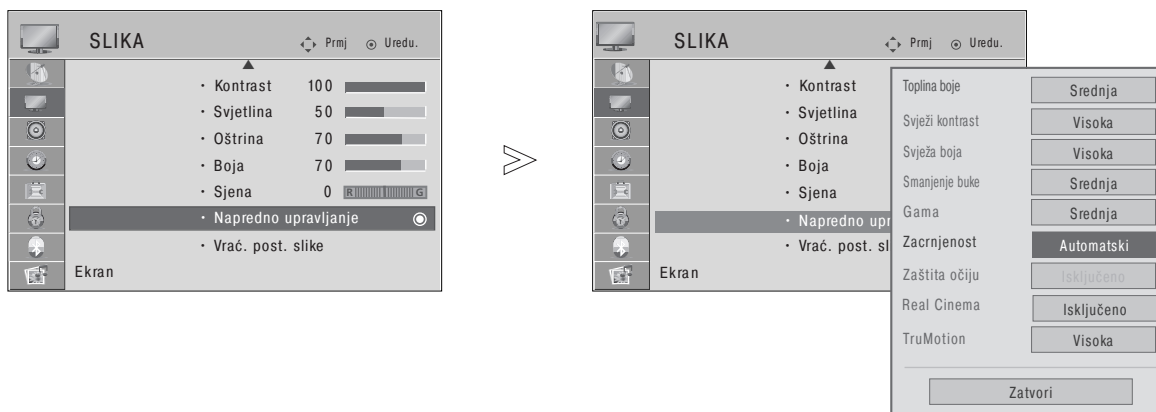 SLIKA
Prmj
Uredu.
· Kontrast 100
· Svjetlina 50
· Oštrina 70
· Boja 70
· Sjena 0 R G
· Napredno upravljanje
· Vrać. post. slike
Ekran
SLIKA
Prmj
Uredu.
· Kontrast
· Svjetlina
· Oštrina
· Boja
· Sjena
· Napredno upr
· Vrać. post. sl
Ekran
Toplina boje Srednja
Svježi kontrast Visoka
Svježa boja Visoka
Smanjenje buke Srednja
Gama Srednja
Zacrnjenost Automatski
Zaštita očiju Isključeno
Real Cinema Isključeno
TruMotion Visoka
Zatvori